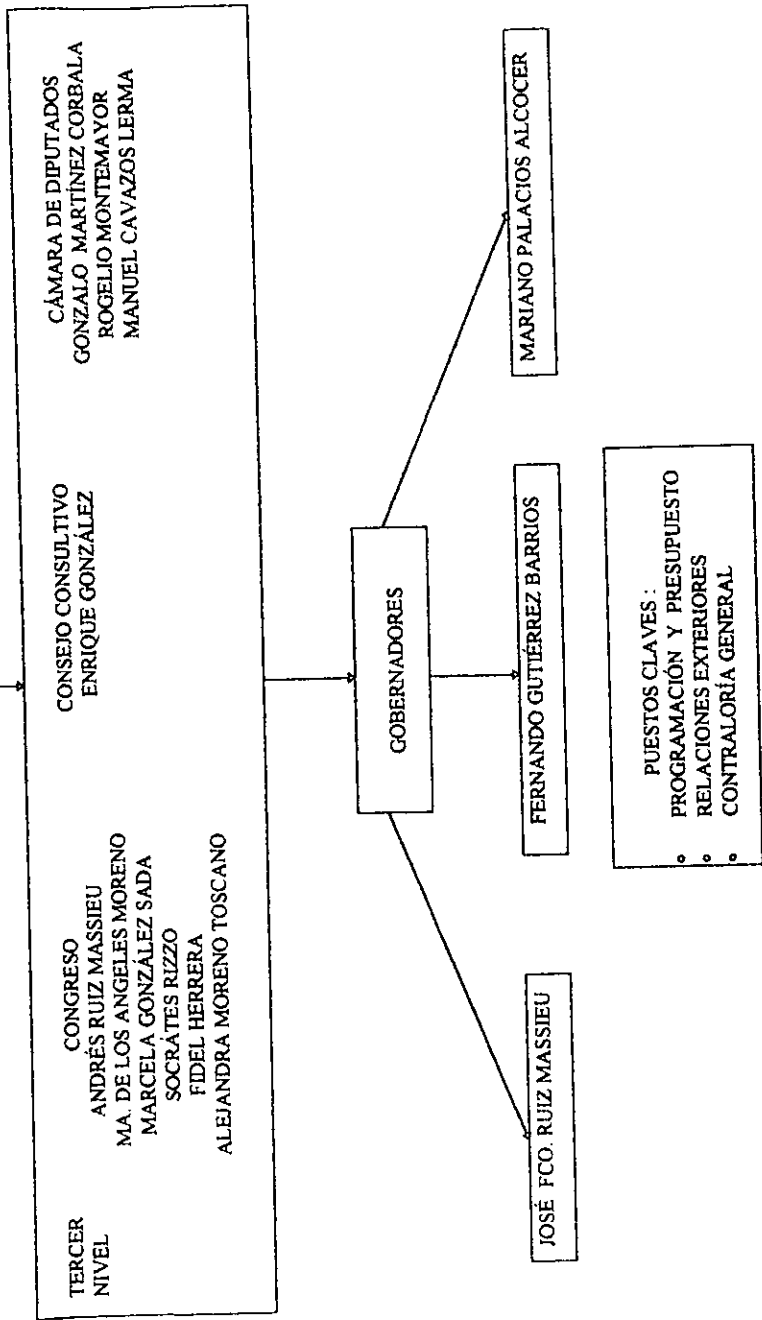 TERCER
NIVEL
CONGRESO
ANDRÉS RUIZ MASSIEU
MA. DE LOS ANGELES MORENO
MARCELA GONZÁLEZ SADA
SOCRÁTES RIZZO
FIDEL HERRERA
ALEJANDRA MORENO TOSCANO
CONSEJO CONSULTIVO
ENRIQUE GONZÁLEZ
CÁMARA DE DIPUTADOS
GONZALO MARTÍNEZ CORBALA
ROGELIO MONTEMAYOR
MANUEL CAVAZOS LERMA
GOBERNADORES
JOSÉ FCO. RUIZ MASSIEU
FERNANDO GUTIÉRREZ BARRIOS
MARIANO PALACIOS ALCOCER
PUESTOS CLAVES :
° PROGRAMACIÓN Y PRESUPUESTO
° RELACIONES EXTERIORES
° CONTRALORÍA GENERAL